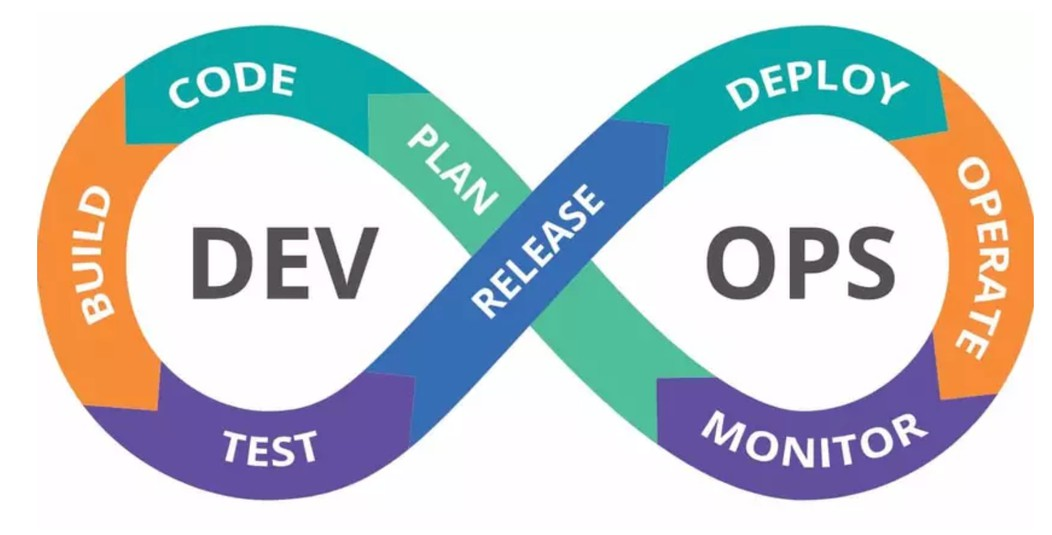 PLAN
CODE
BUILD
TEST
RELEASE
DEPLOY
OPERATE
MONITOR
DEV
OPS